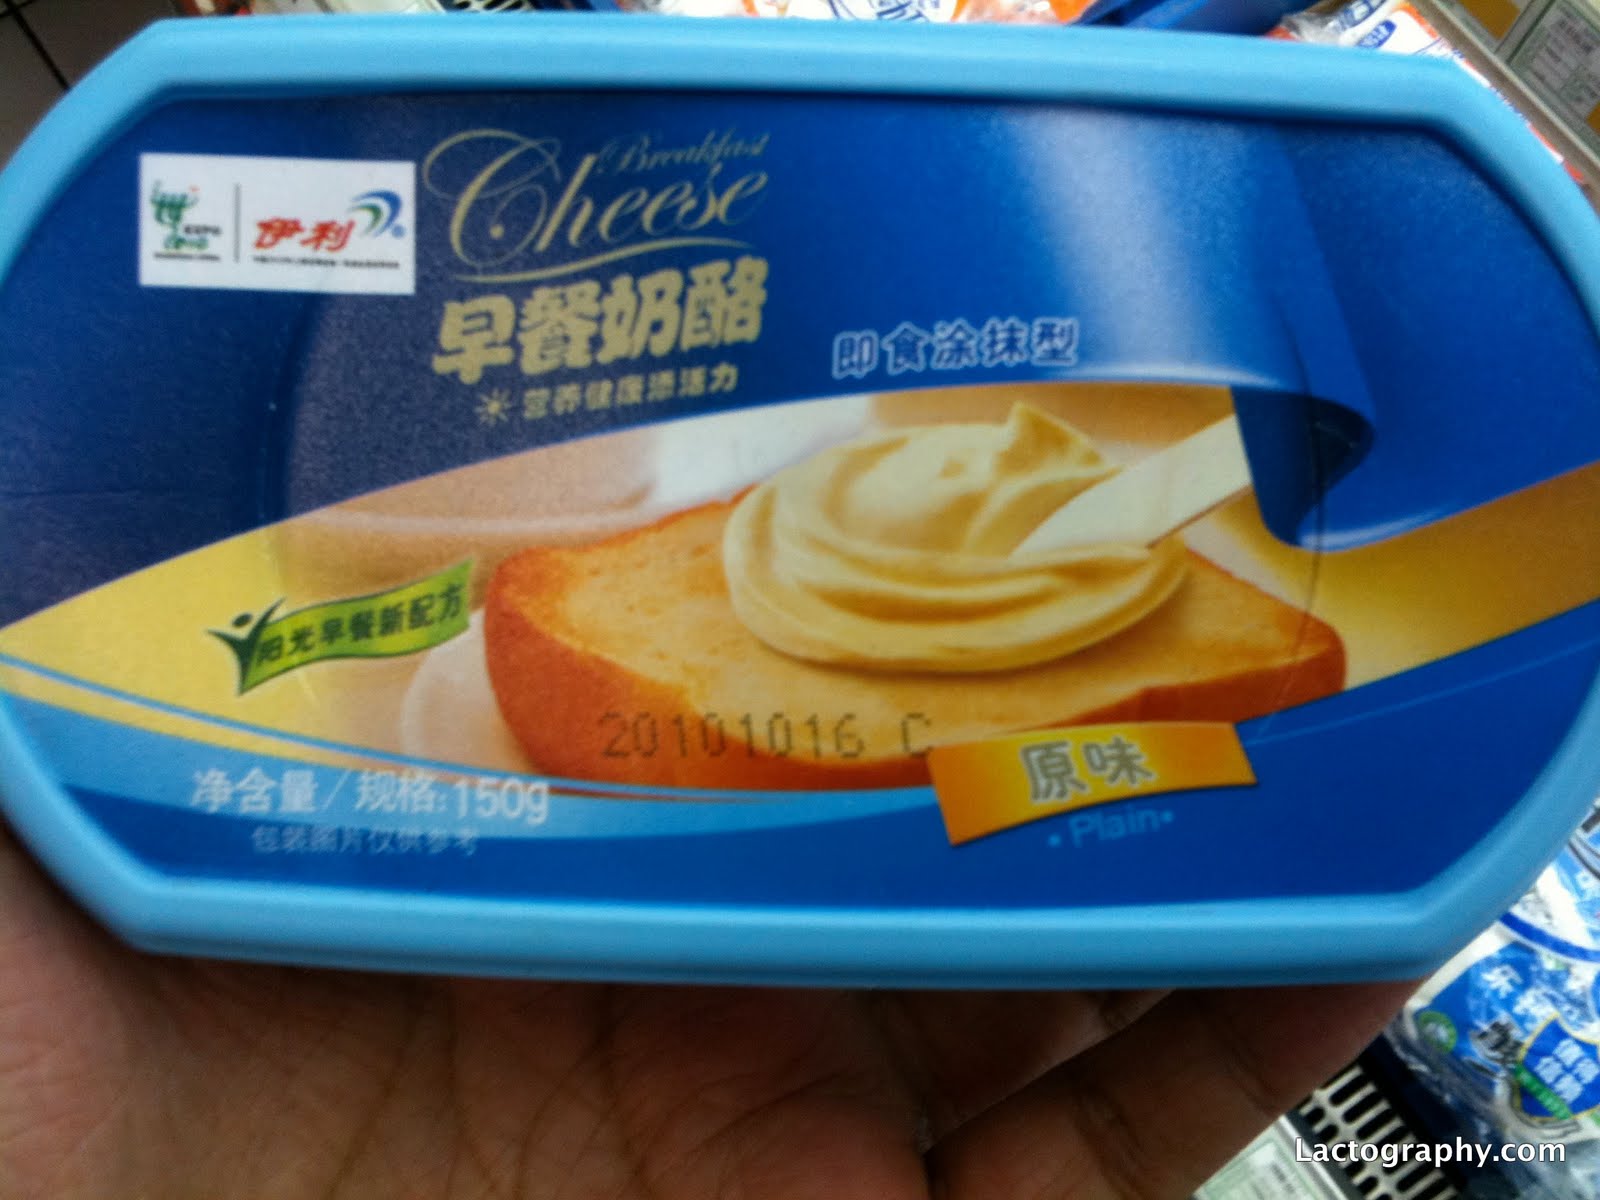 Breakfast
Cheese
EXPO
伊利
早餐奶酪
营养健康添活力
即食涂抹型
阳光早餐新配方
20101016 C
原味
Plain
净含量/规格:150g
包装图片仅供参考
Lactography.com